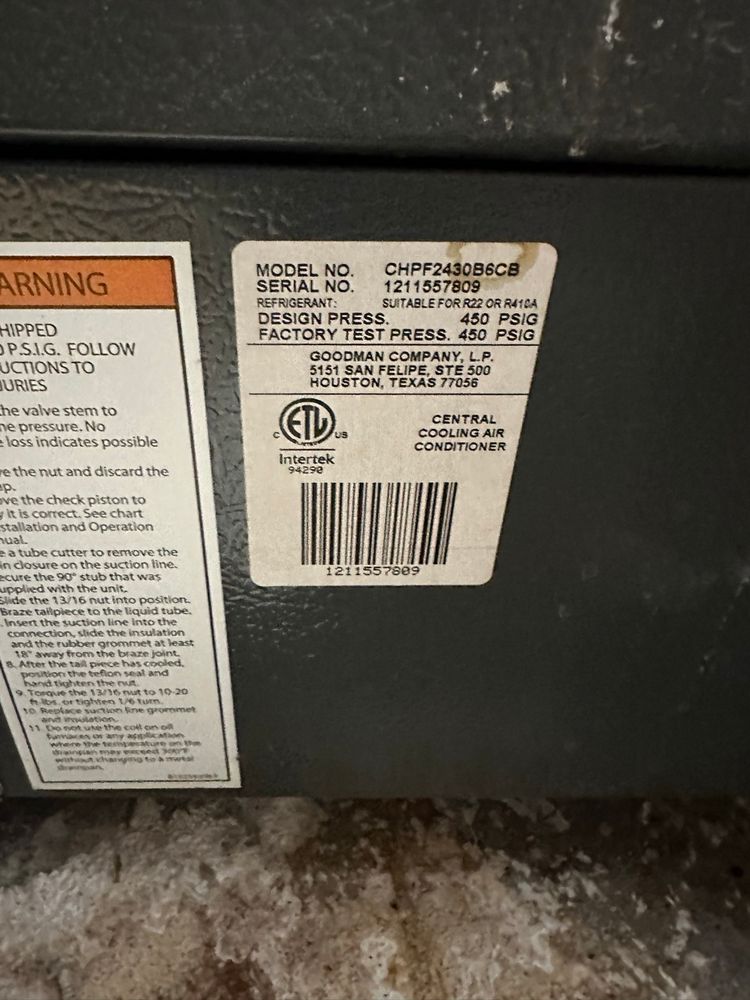 ARNING
HIPPED
P.S.I.G. FOLLOW
UCTIONS TO
JURIES
the valve stem to
ne pressure. No
e loss indicates possible
ve the nut and discard the
ap.
ove the check piston to
y it is correct. See chart
stallation and Operation
nual.
e a tube cutter to remove the
in closure on the suction line.
ecure the 90° stub that was
upplied with the unit.
Slide the 13/16 nut into position.
Braze tailpiece to the liquid tube.
Insert the suction line into the
connection, slide the insulation
and the rubber grommet at least
18" away from the braze joint.
8. After the tail piece has cooled,
position the teflon seal and
hand tighten the nut.
9. Torque the 13/16 nut to 10-20
ft-lbs. or tighten 1/6 turn.
10. Replace suction line grommet
and insulation.
11. Do not use the coil on oil
furnaces or any application
where the temperature on the
drainpan may exceed 300°F
without changing to a metal
drainpan.
MODEL NO. CHPF2430B6CB
SERIAL NO. 1211557809
REFRIGERANT: SUITABLE FOR R22 OR R410A
DESIGN PRESS. 450 PSIG
FACTORY TEST PRESS. 450 PSIG
GOODMAN COMPANY, L.P.
5151 SAN FELIPE, STE 500
HOUSTON, TEXAS 77056
C ETL US
Intertek
94290
CENTRAL
COOLING AIR
CONDITIONER
1211557809